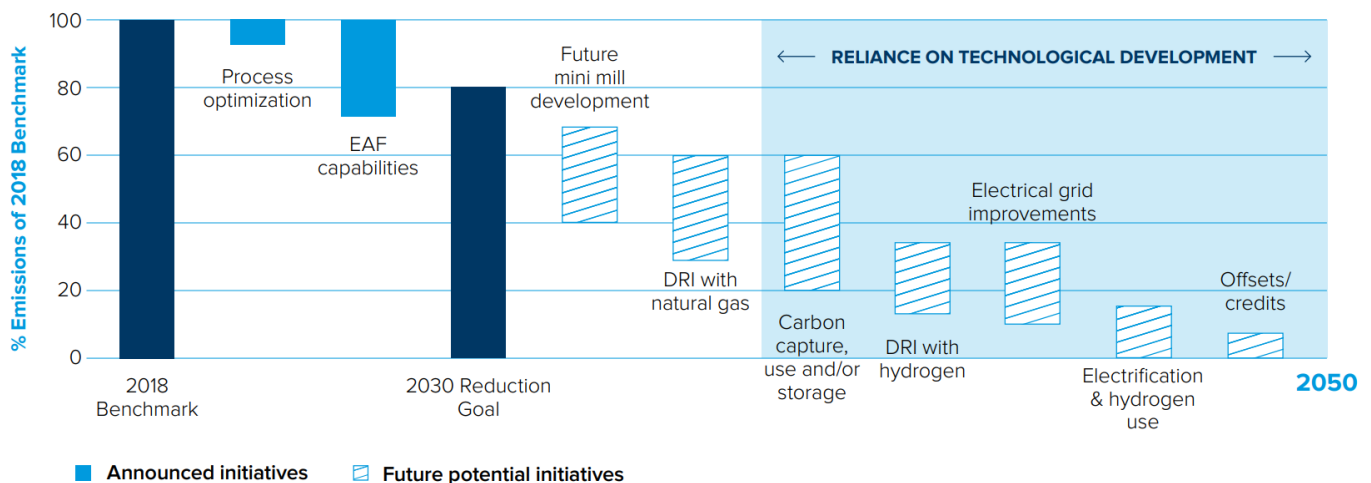 % Emissions of 2018 Benchmark
100
80
60
40
20
0
Process
optimization
EAF
capabilities
Future
mini mill
development
DRI with
natural gas
← RELIANCE ON TECHNOLOGICAL DEVELOPMENT →
Carbon
capture,
use and/or
storage
DRI with
hydrogen
Electrical grid
improvements
Electrification
& hydrogen
use
Offsets/
credits
2018
Benchmark
2030 Reduction
Goal
2050
Announced initiatives
Future potential initiatives